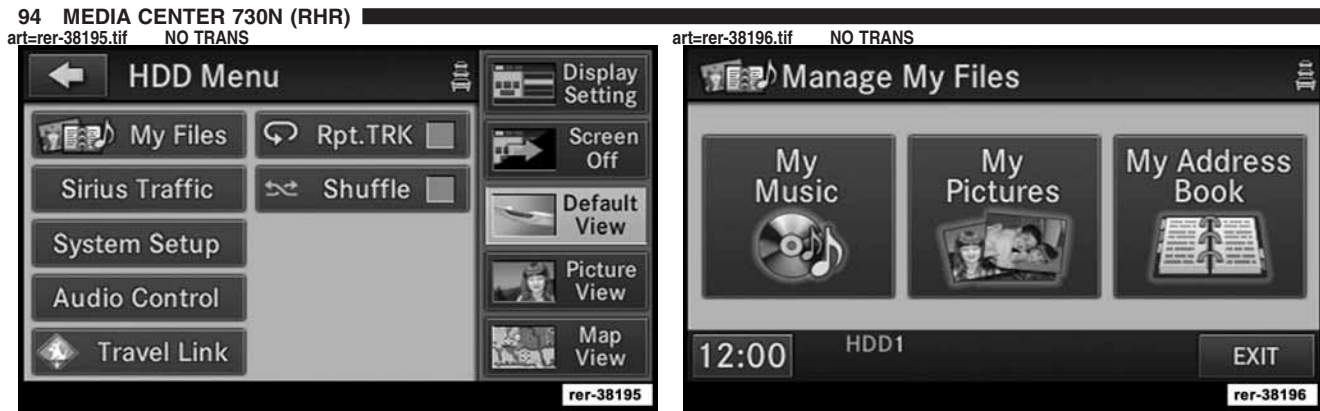 94 MEDIA CENTER 730N (RHR)
art=rer-38195.tif NO TRANS
HDD Menu
My Files
Rpt.TRK
Sirius Traffic
Shuffle
System Setup
Audio Control
Travel Link
Display
Setting
Screen
Off
Default
View
Picture
View
Map
View
rer-38195
art=rer-38196.tif NO TRANS
Manage My Files
My
Music
My
Pictures
My Address
Book
12:00
HDD1
EXIT
rer-38196